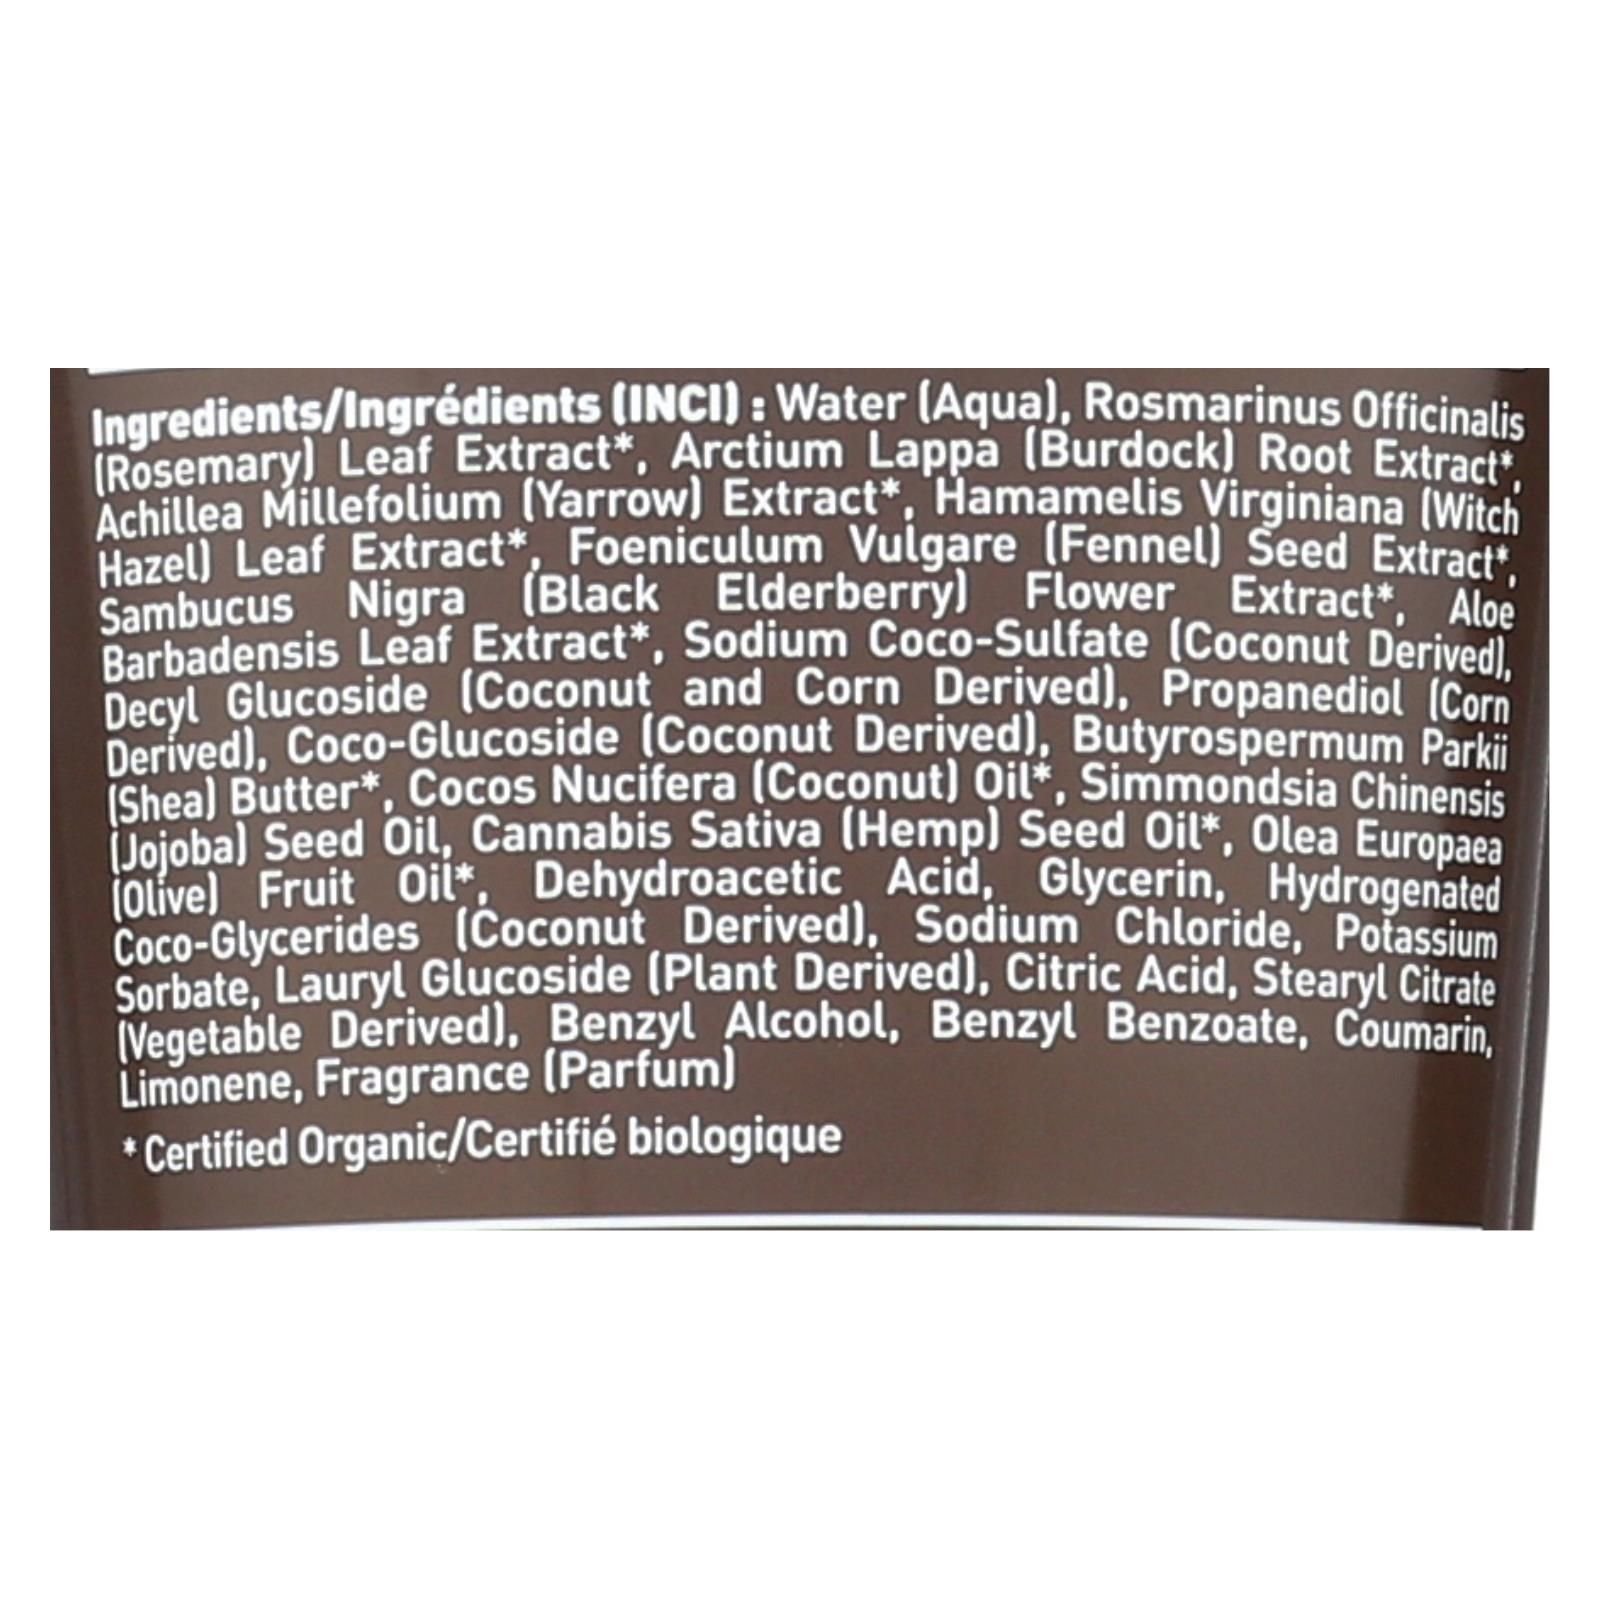 Ingredients/Ingrédients (INCI) : Water (Aqua), Rosmarinus Officinalis
(Rosemary) Leaf Extract*, Arctium Lappa (Burdock) Root Extract*,
Achillea Millefolium (Yarrow) Extract*, Hamamelis Virginiana (Witch
Hazel) Leaf Extract*, Foeniculum Vulgare (Fennel) Seed Extract*,
Sambucus Nigra (Black Elderberry) Flower Extract*, Aloe
Barbadensis Leaf Extract*, Sodium Coco-Sulfate (Coconut Derived),
Decyl Glucoside (Coconut and Corn Derived), Propanediol (Corn
Derived), Coco-Glucoside (Coconut Derived), Butyrospermum Parkii
(Shea) Butter*, Cocos Nucifera (Coconut) Oil*, Simmondsia Chinensis
(Jojoba) Seed Oil, Cannabis Sativa (Hemp) Seed Oil*, Olea Europaea
(Olive) Fruit Oil*, Dehydroacetic Acid, Glycerin, Hydrogenated
Coco-Glycerides (Coconut Derived), Sodium Chloride, Potassium
Sorbate, Lauryl Glucoside (Plant Derived), Citric Acid, Stearyl Citrate
(Vegetable Derived), Benzyl Alcohol, Benzyl Benzoate, Coumarin,
Limonene, Fragrance (Parfum)
* Certified Organic/Certifié biologique